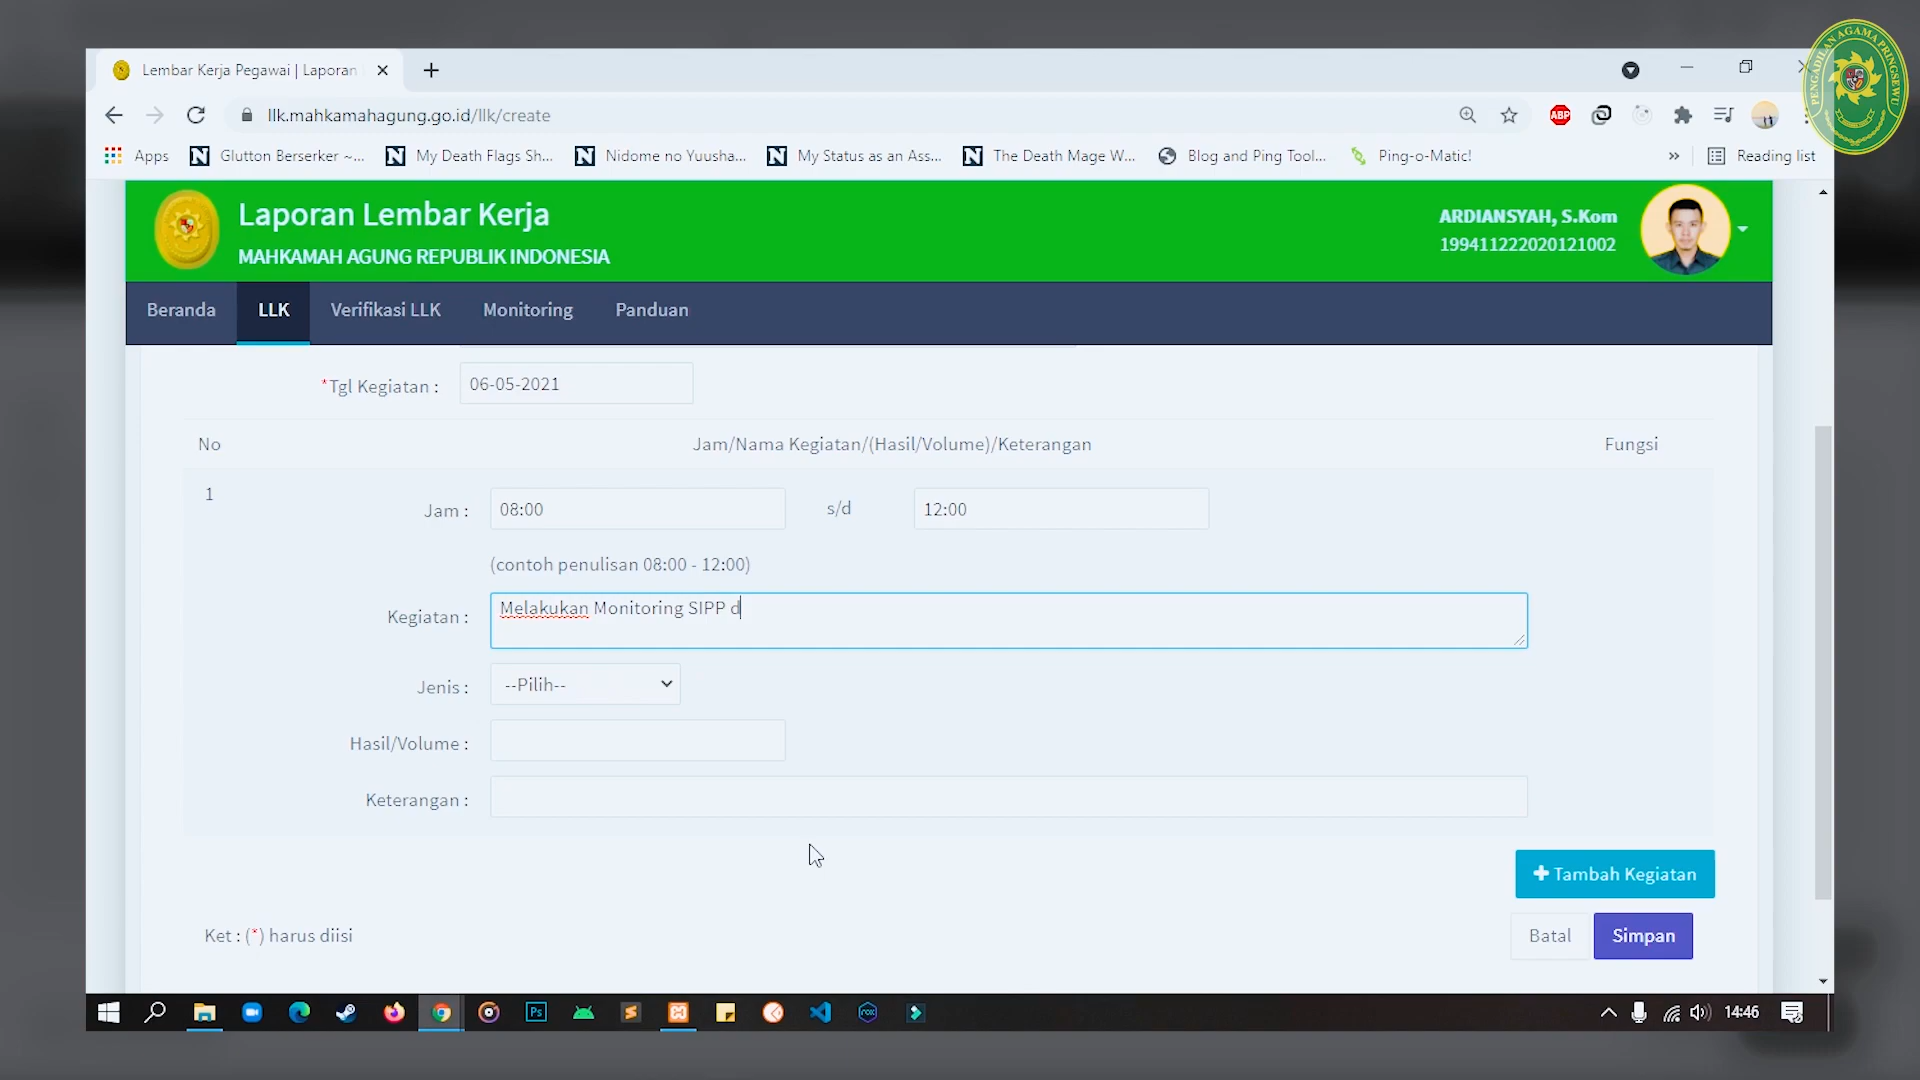 PENGADILAN AGAMA PRINGSEWU
Lembar Kerja Pegawai | Laporan
llk.mahkamahagung.go.id/llk/create
ABP
Apps
Glutton Berserker ~...
My Death Flags Sh...
Nidome no Yuusha...
My Status as an Ass...
The Death Mage W...
Blog and Ping Tool...
Ping-o-Matic!
»
Reading list
Laporan Lembar Kerja
MAHKAMAH AGUNG REPUBLIK INDONESIA
ARDIANSYAH, S.Kom
199411222020121002
Beranda
LLK
Verifikasi LLK
Monitoring
Panduan
*Tgl Kegiatan :
06-05-2021
No
Jam/Nama Kegiatan/(Hasil/Volume)/Keterangan
Fungsi
1
Jam :
08:00
s/d
12:00
(contoh penulisan 08:00 - 12:00)
Kegiatan :
Melakukan Monitoring SIPP d
Jenis :
--Pilih--
Hasil/Volume :
Keterangan :
+ Tambah Kegiatan
Ket : (*) harus diisi
Batal
Simpan
Ps
14:46